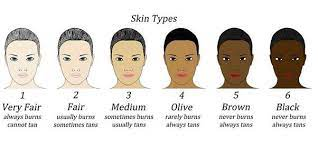 Skin Types
1 2 3 4 5 6
Very Fair Fair Medium Olive Brown Black
always burns usually burns sometimes burns rarely burns never burns never burns
cannot tan sometimes tans usually tans always tans always tans always tans